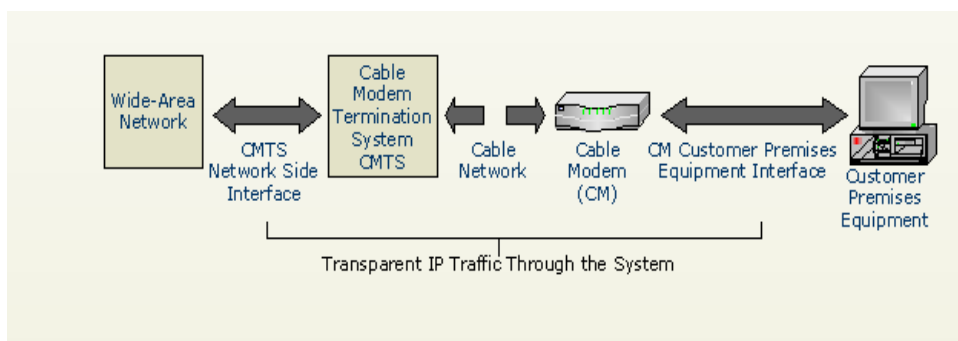 Wide-Area
Network
CMTS
Network Side
Interface
Cable
Modem
Termination
System
CMTS
Cable
Network
Cable
Modem
(CM)
CM Customer Premises
Equipment Interface
Customer
Premises
Equipment
Transparent IP Traffic Through the System